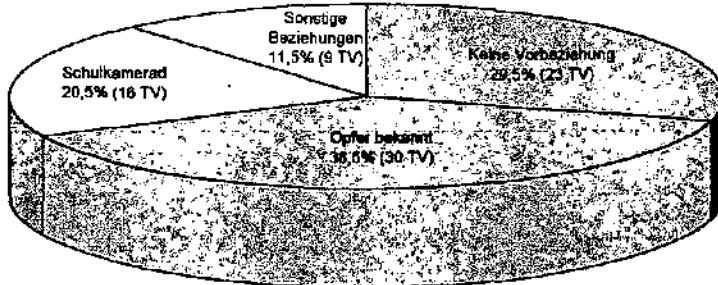 Sonstige
Beziehungen
11,5% (9 TV)
Keine Vorbeziehung
29,5% (23 TV)
Schulkamerad
20,5% (16 TV)
Opfer bekannt
38,5% (30 TV)